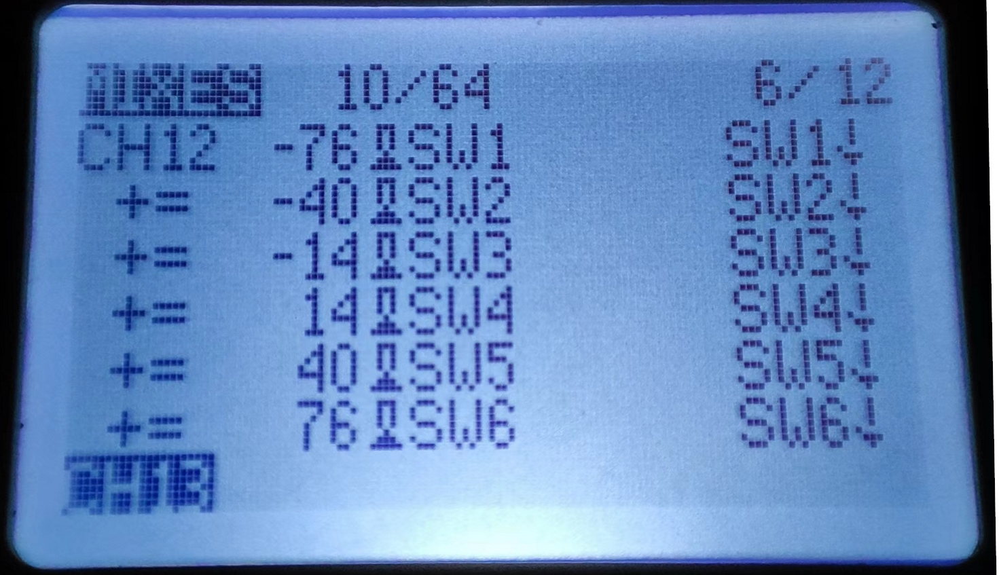 MIXES 10/64 6/12
CH12 -76 SW1 SW1↓
+= -40 SW2 SW2↓
+= -14 SW3 SW3↓
+= 14 SW4 SW4↓
+= 40 SW5 SW5↓
+= 76 SW6 SW6↓